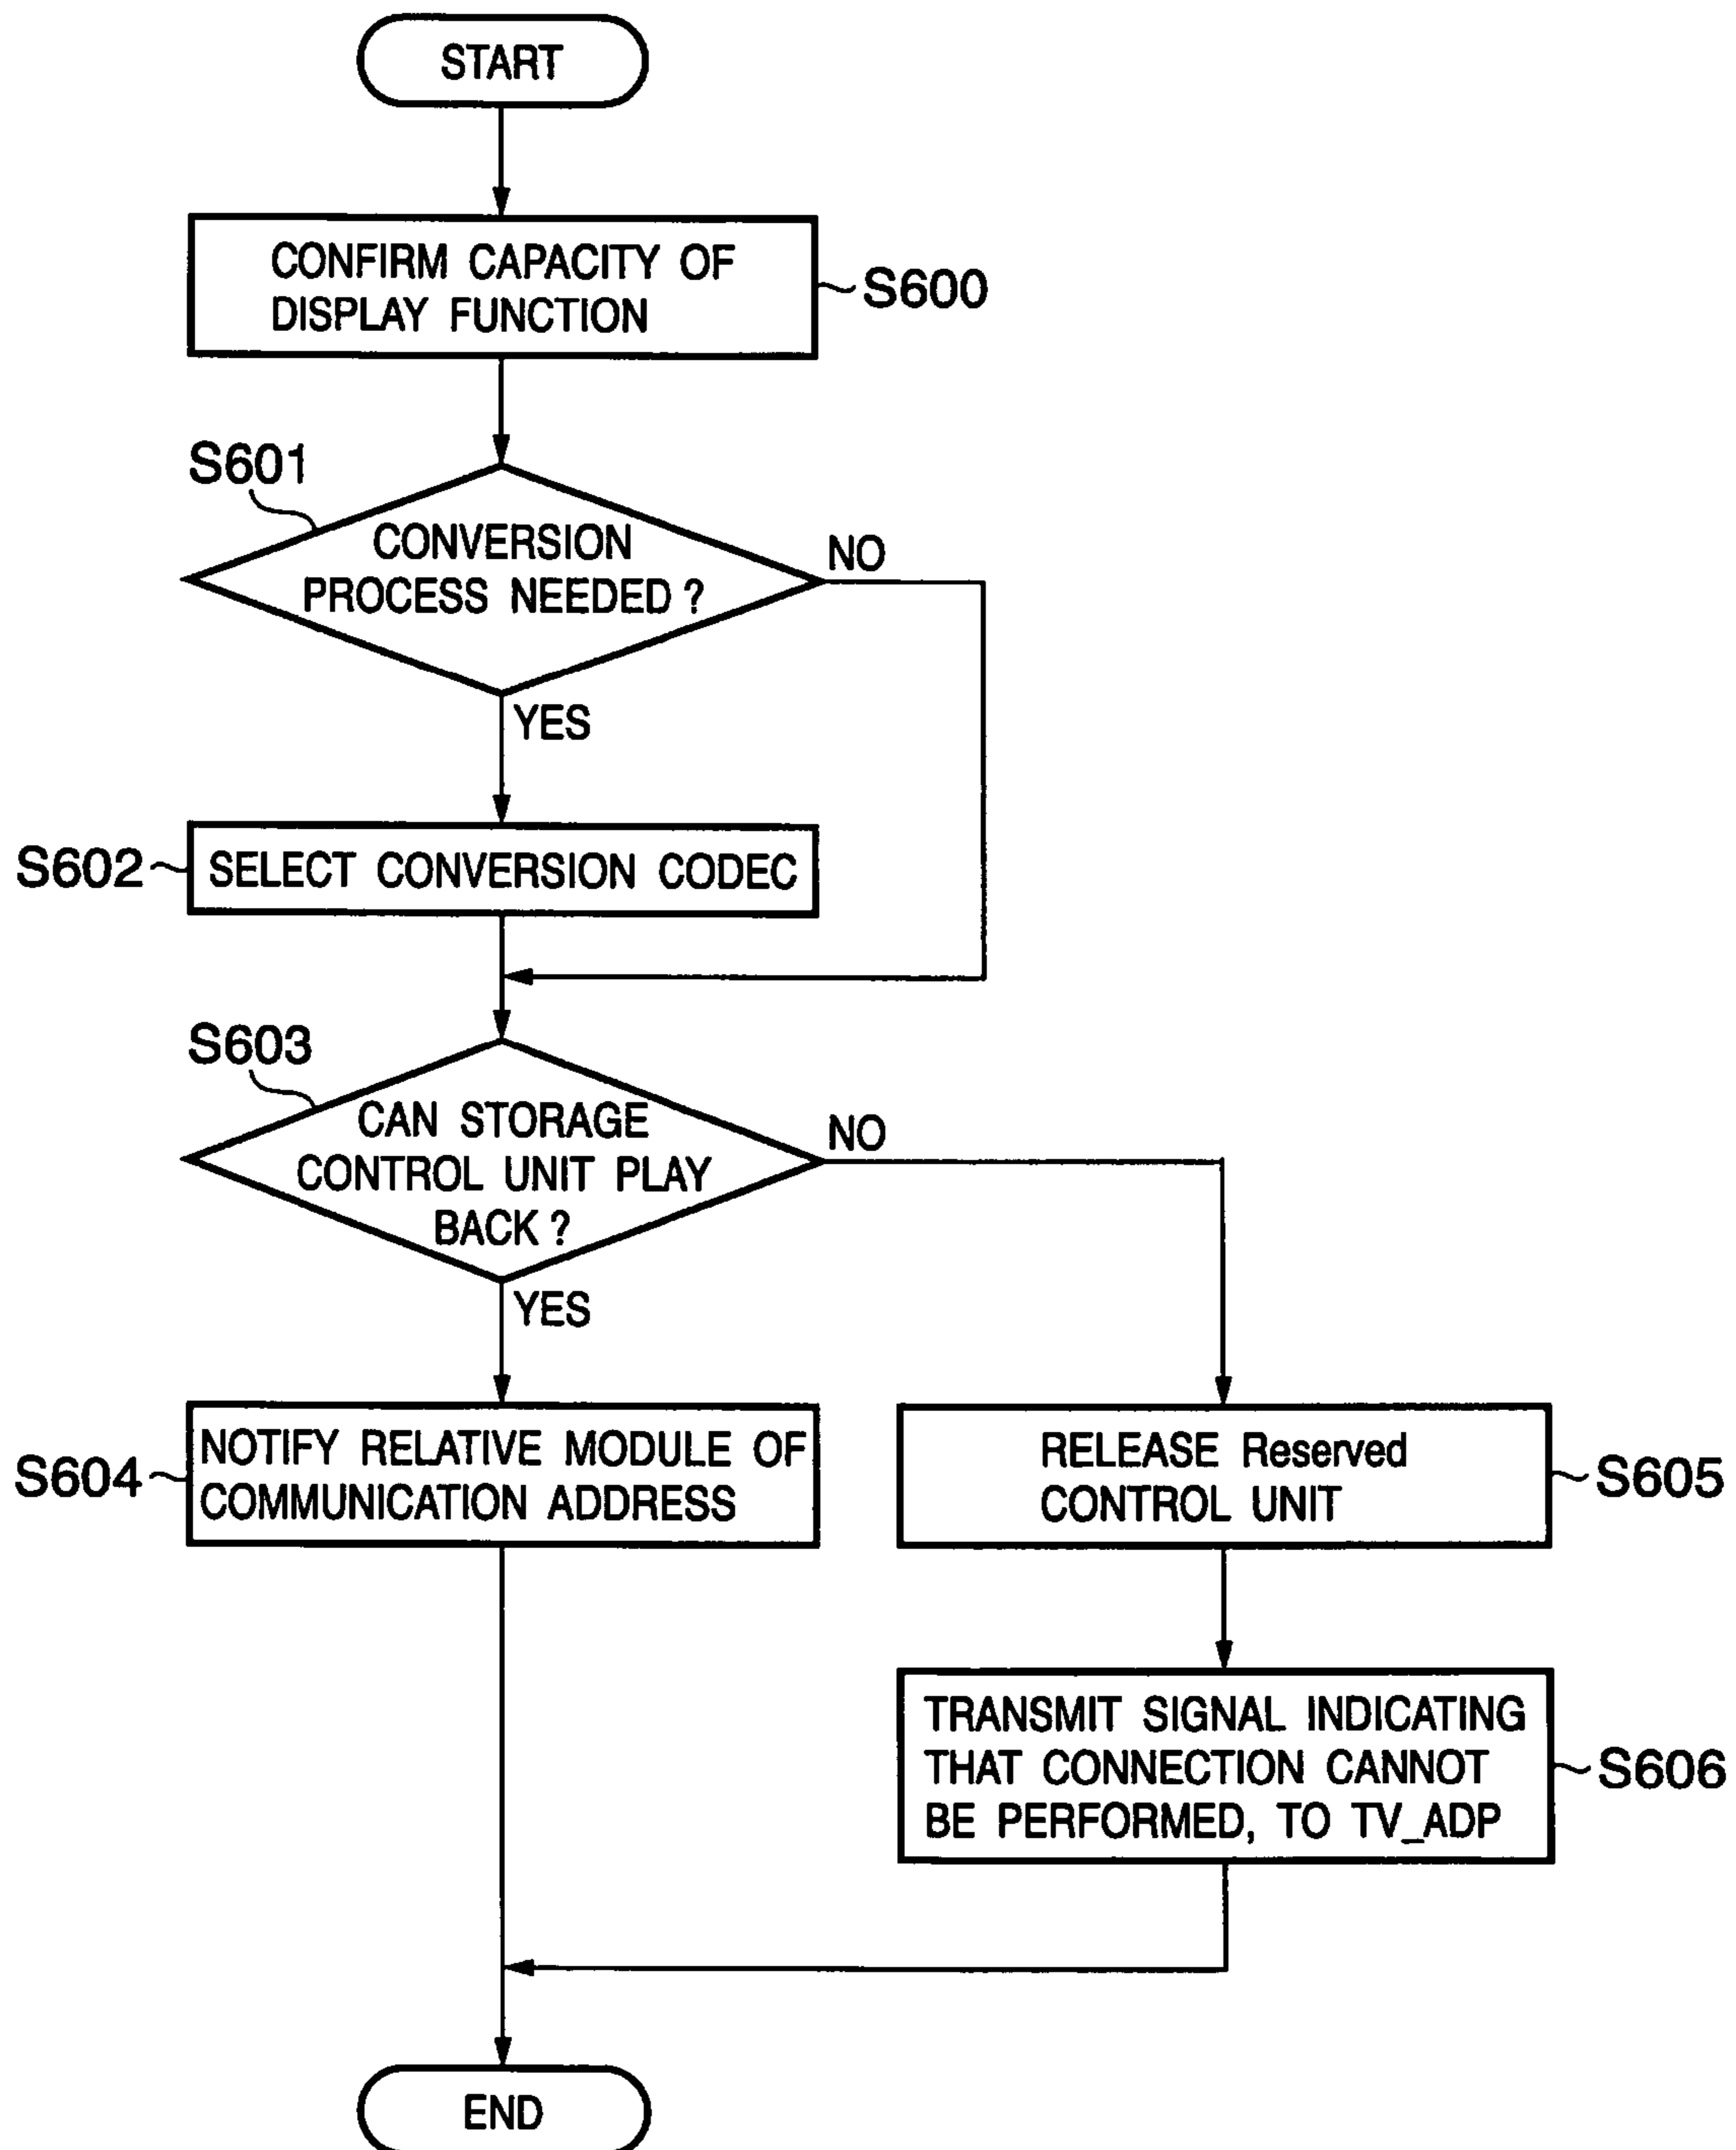 START
CONFIRM CAPACITY OF
DISPLAY FUNCTION
S600
S601
CONVERSION
PROCESS NEEDED ?
NO
YES
S602
SELECT CONVERSION CODEC
S603
CAN STORAGE
CONTROL UNIT PLAY
BACK ?
NO
YES
S604
NOTIFY RELATIVE MODULE OF
COMMUNICATION ADDRESS
RELEASE Reserved
CONTROL UNIT
S605
TRANSMIT SIGNAL INDICATING
THAT CONNECTION CANNOT
BE PERFORMED, TO TV_ADP
S606
END